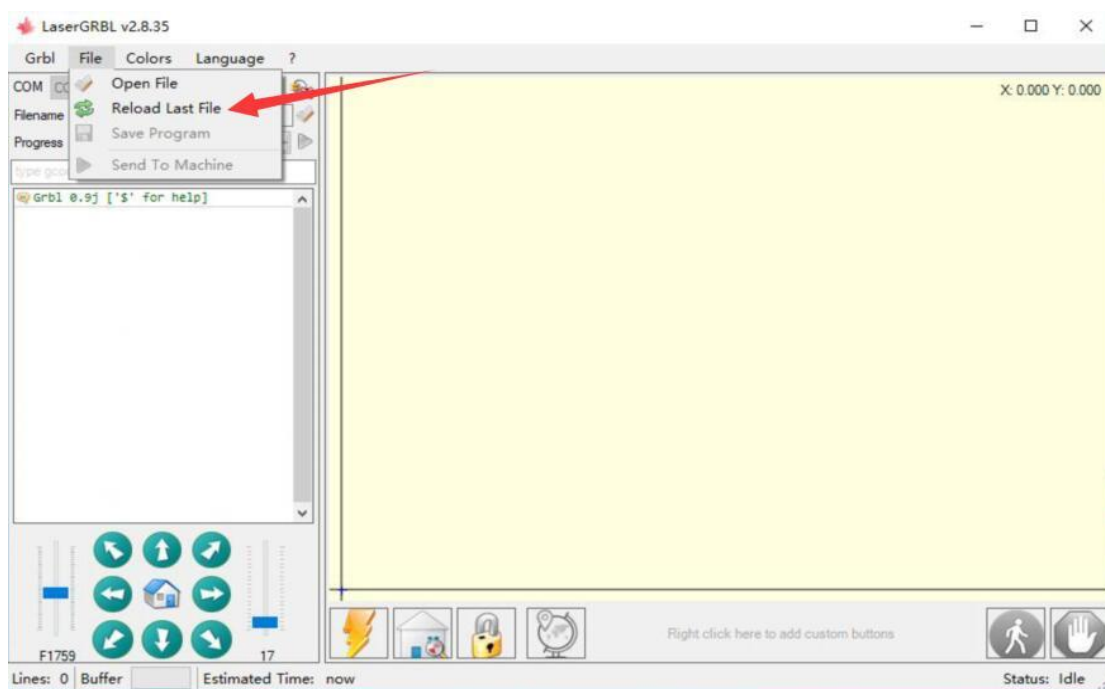 LaserGRBL v2.8.35
Grbl File Colors Language ?
COM
Open File
Filename
Reload Last File
Progress
Save Program
Send To Machine
X: 0.000 Y: 0.000
Grbl 0.9j ['$' for help]
F1759
17
Right click here to add custom buttons
Lines: 0 Buffer Estimated Time: now
Status: Idle